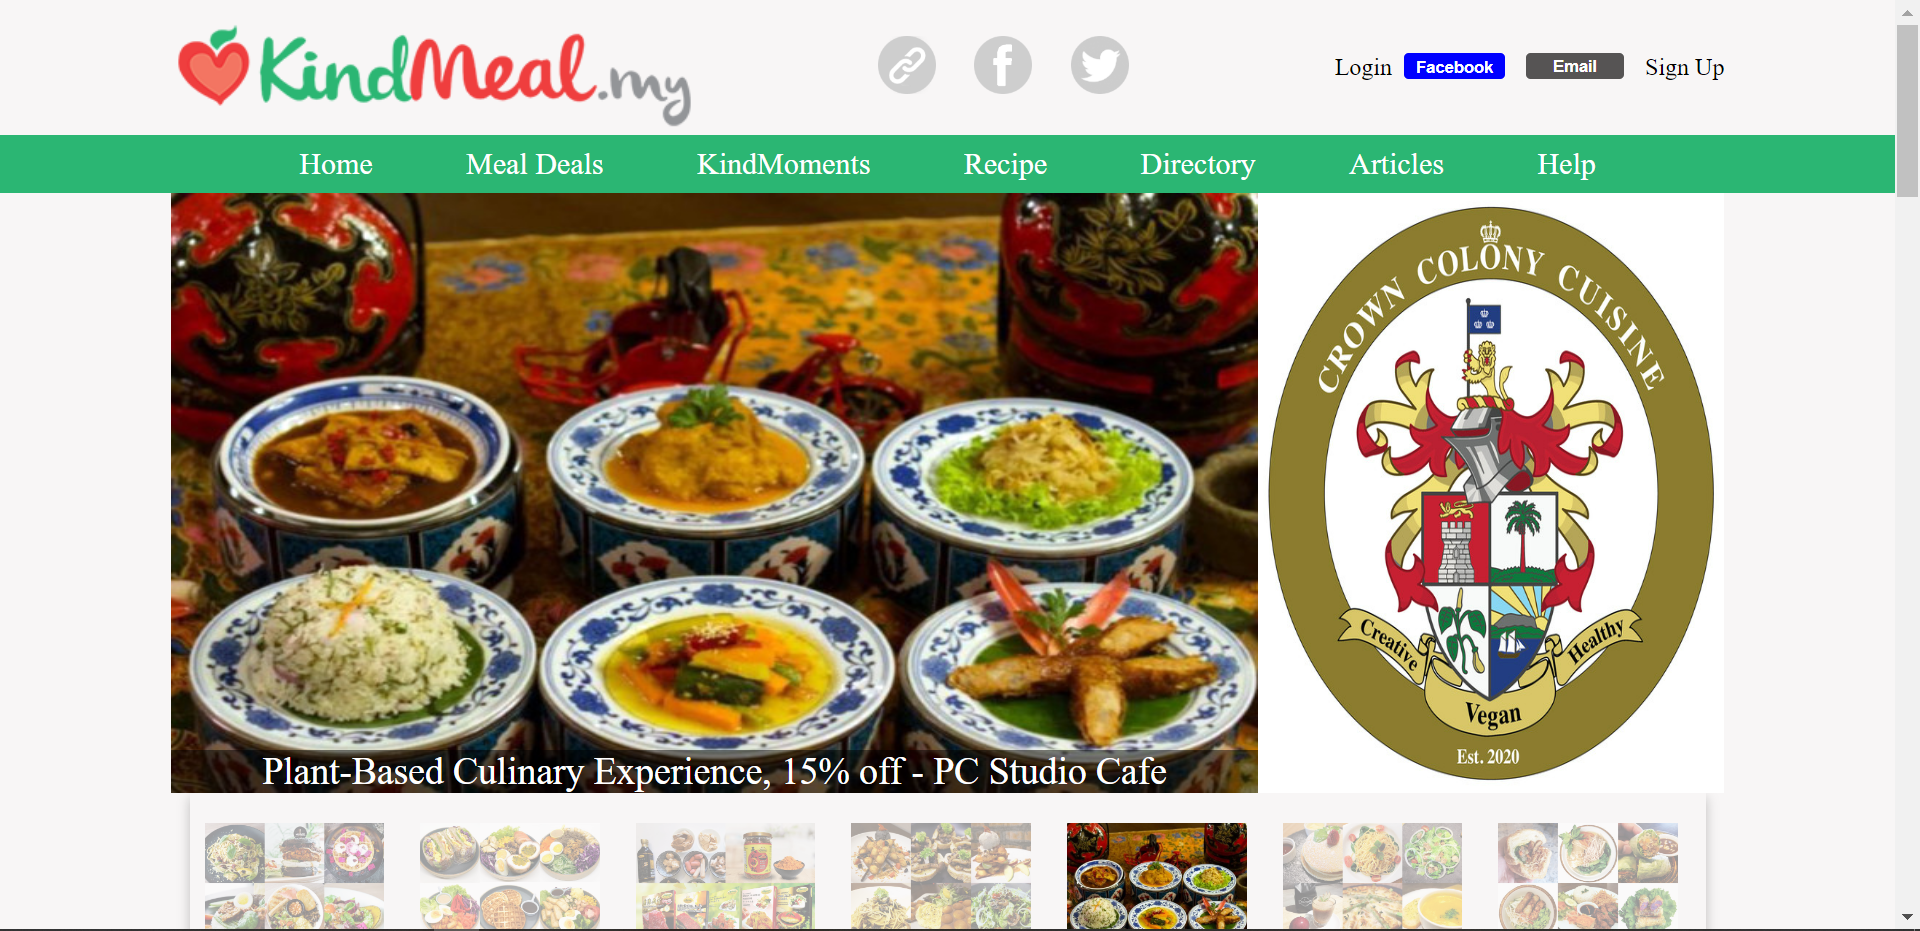 KindMeal.my
Login Facebook Email Sign Up
Home Meal Deals KindMoments Recipe Directory Articles Help
CROWN COLONY CUISINE
Creative
Healthy
Vegan
Est. 2020
Plant-Based Culinary Experience, 15% off - PC Studio Cafe